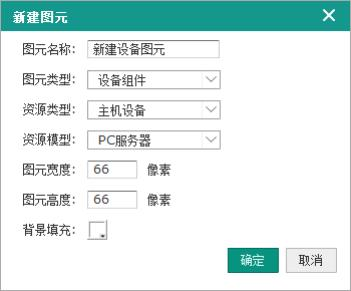 新建图元
图元名称： 新建设备图元
图元类型： 设备组件
资源类型： 主机设备
资源模型： PC服务器
图元宽度： 66 像素
图元高度： 66 像素
背景填充：
确定 取消